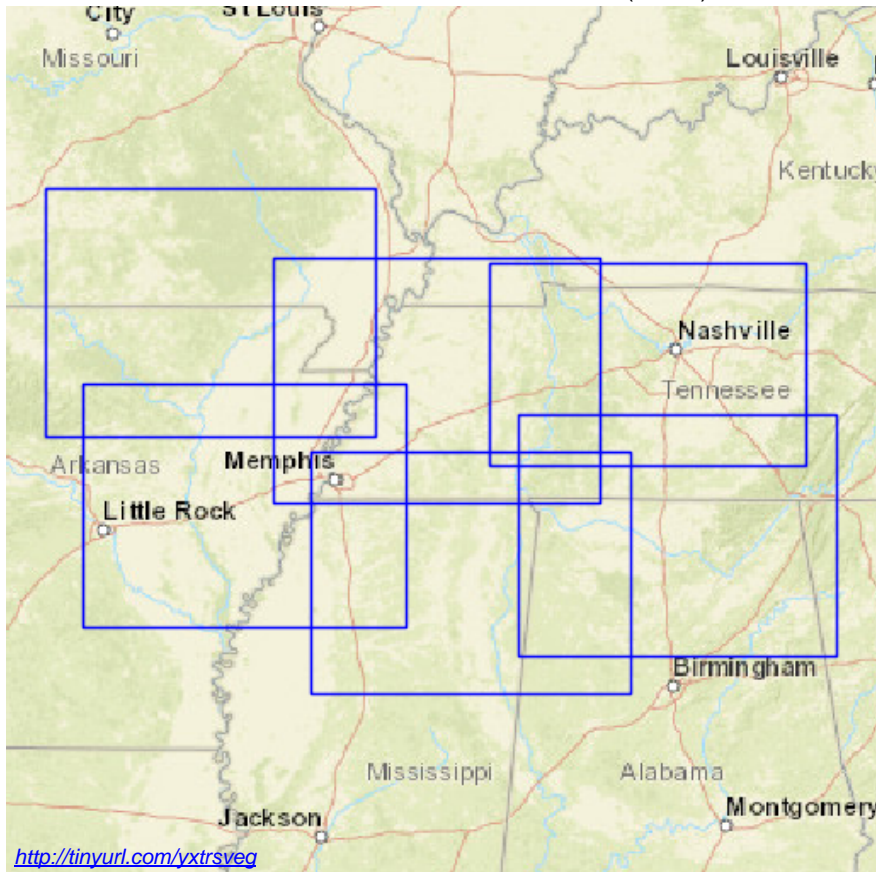 City
St Louis
Missouri
Louisville
Kentucky
Nashville
Tennessee
Arkansas
Memphis
Little Rock
Birmingham
Mississippi
Alabama
Jackson
Montgomery
http://tinyurl.com/yxtrsveg